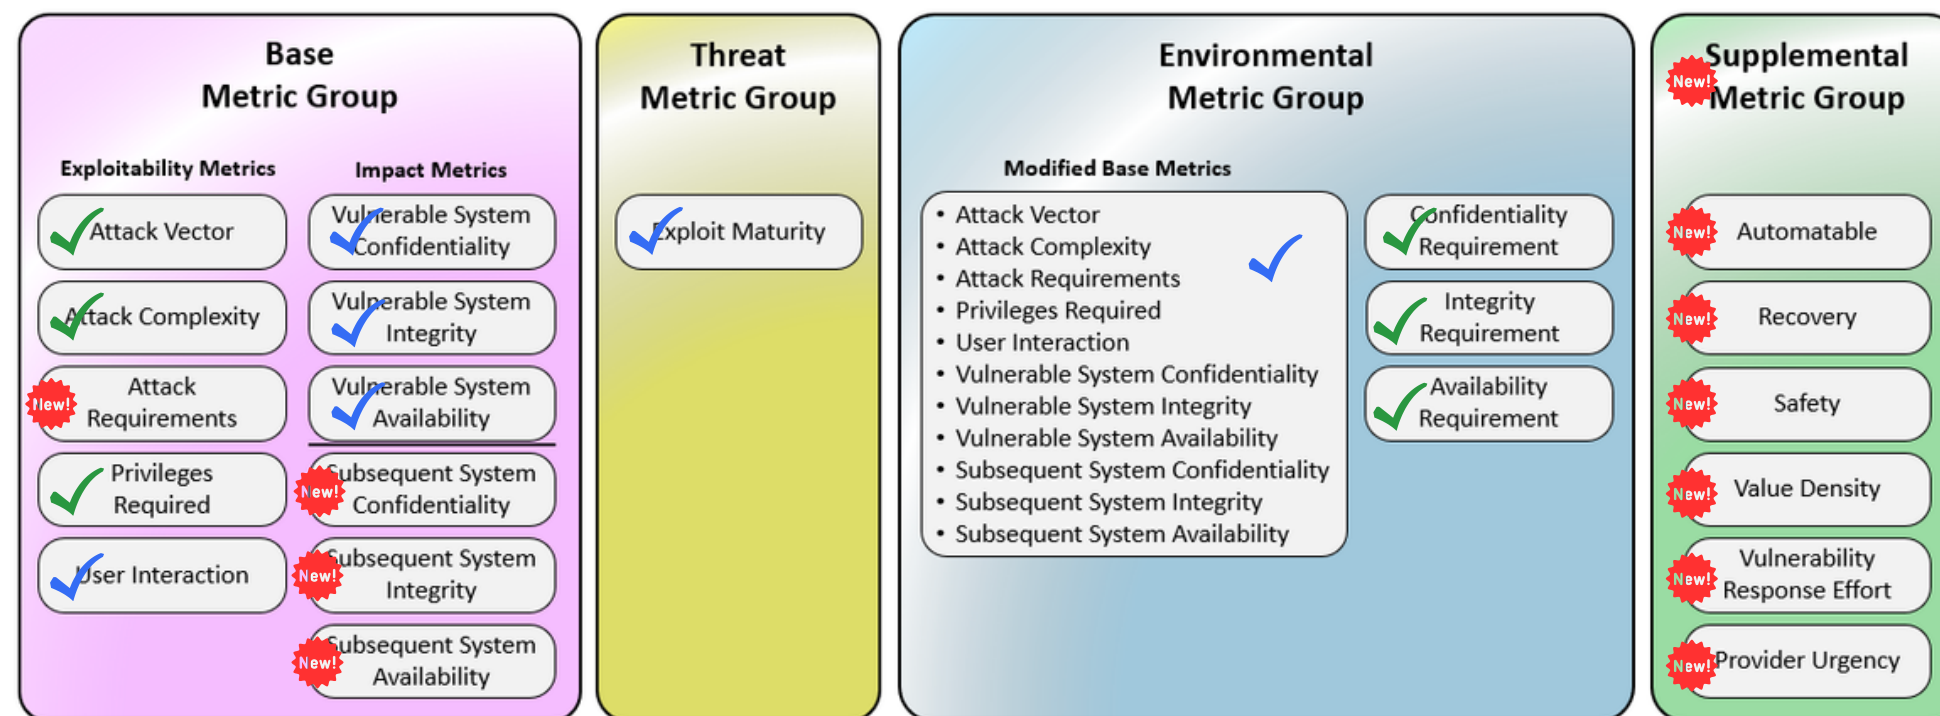 Base
Metric Group
Exploitability Metrics
Attack Vector
Attack Complexity
New!
Attack
Requirements
Privileges
Required
User Interaction
Impact Metrics
Vulnerable System
Confidentiality
Vulnerable System
Integrity
Vulnerable System
Availability
New!
Subsequent System
Confidentiality
New!
Subsequent System
Integrity
New!
Subsequent System
Availability
Threat
Metric Group
Exploit Maturity
Environmental
Metric Group
Modified Base Metrics
• Attack Vector
• Attack Complexity
• Attack Requirements
• Privileges Required
• User Interaction
• Vulnerable System Confidentiality
• Vulnerable System Integrity
• Vulnerable System Availability
• Subsequent System Confidentiality
• Subsequent System Integrity
• Subsequent System Availability
Confidentiality
Requirement
Integrity
Requirement
Availability
Requirement
New!
Supplemental
Metric Group
New!
Automatable
New!
Recovery
New!
Safety
New!
Value Density
New!
Vulnerability
Response Effort
New!
Provider Urgency